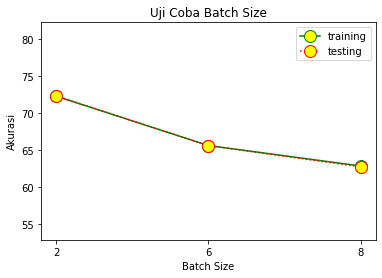 Uji Coba Batch Size
training
testing
80
75
70
65
60
55
Akurasi
2 6 8
Batch Size